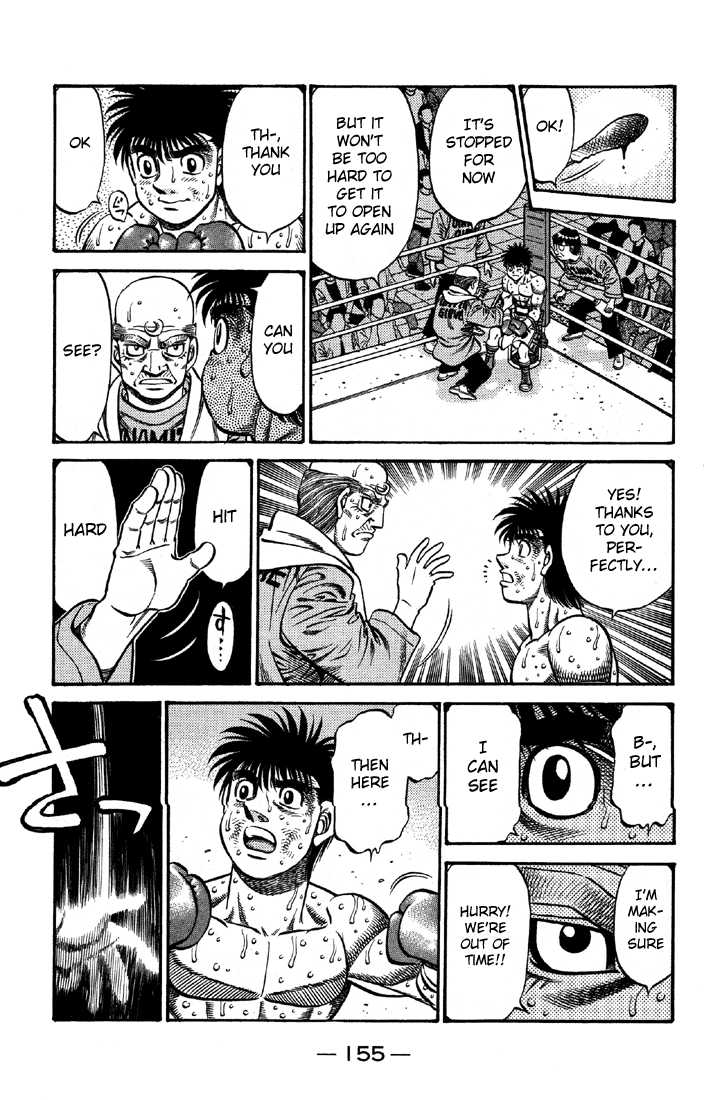 OK!
IT'S
STOPPED
FOR
NOW
BUT IT
WON'T
BE TOO
HARD TO
GET IT
TO OPEN
UP AGAIN
TH-,
THANK
YOU
OK
CAN
YOU
SEE?
YES!
THANKS
TO YOU,
PER-
FECTLY...
HIT
HARD
す……
B-,
BUT
...
I
CAN
SEE
I'M
MAK-
ING
SURE
HURRY!
WE'RE
OUT OF
TIME!!
TH-
THEN
HERE
...
さっ
— 155 —